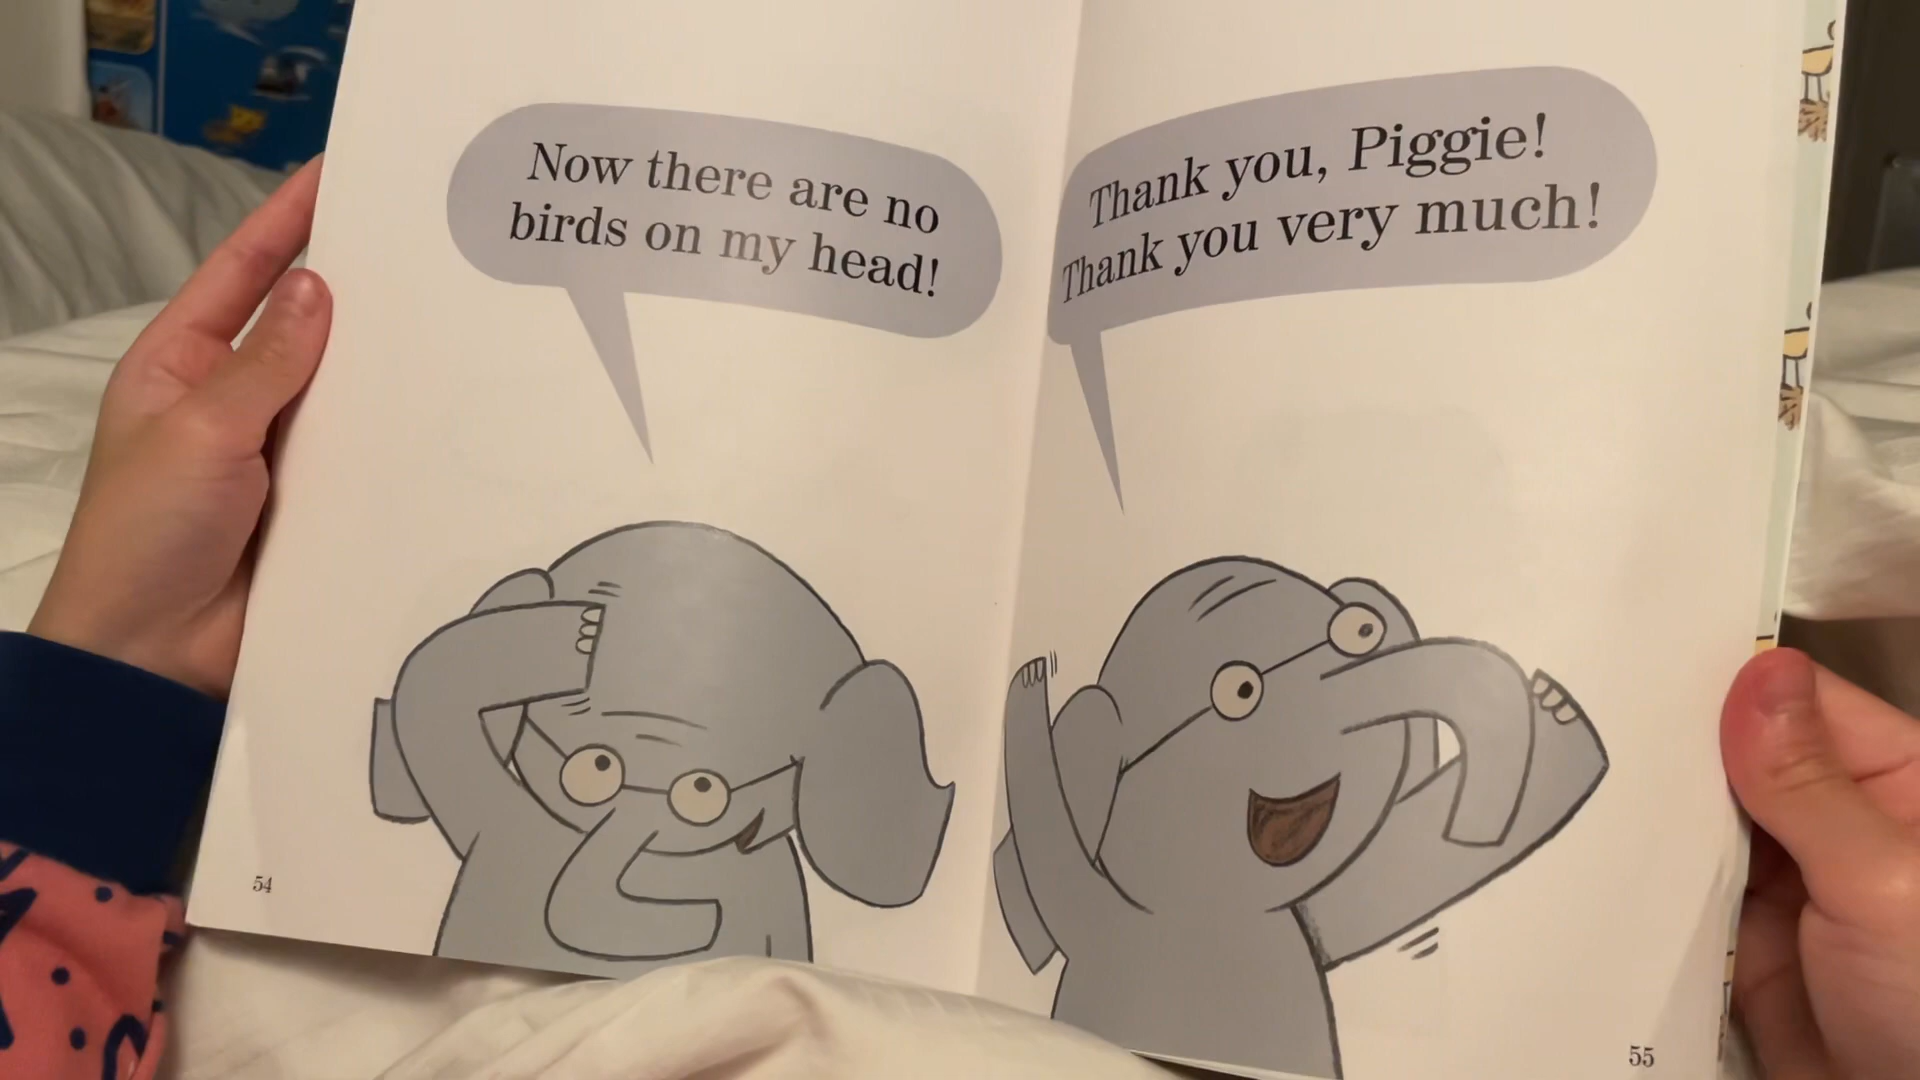 Now there are no
birds on my head!
54
Thank you, Piggie!
Thank you very much!
55